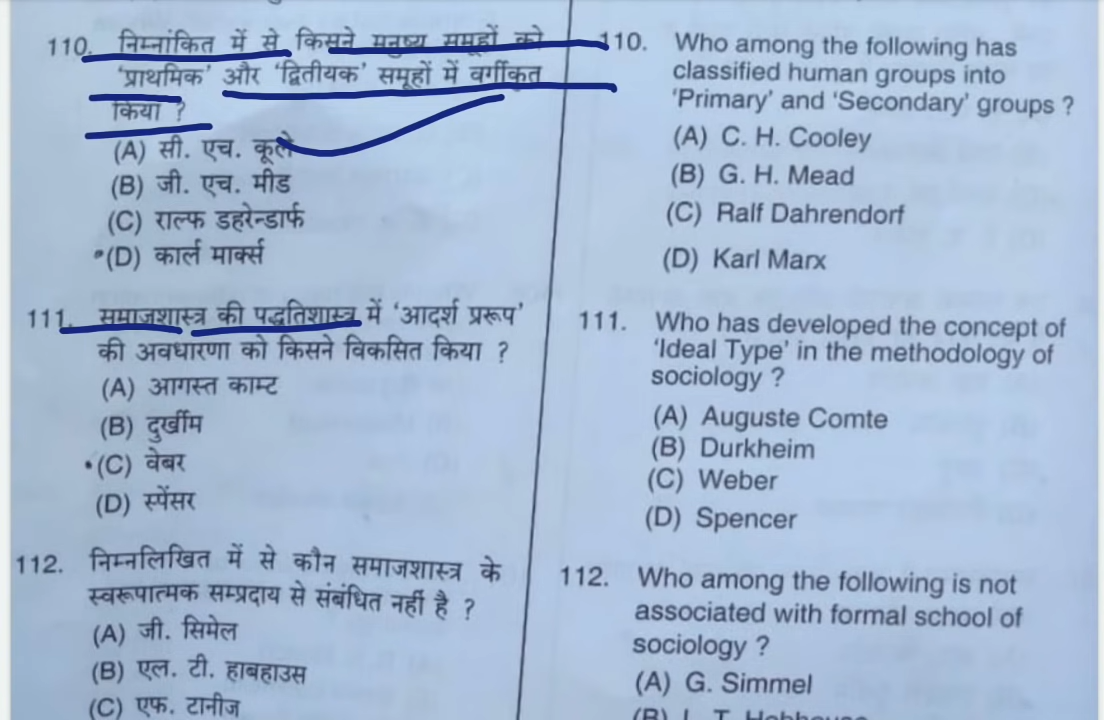 110. निम्नांकित में से किसने मनुष्य समूहों को
'प्राथमिक' और 'द्वितीयक' समूहों में वर्गीकृत
किया ?
(A) सी. एच. कूले
(B) जी. एच. मीड
(C) राल्फ डहरेन्डार्फ
(D) कार्ल मार्क्स
111. समाजशास्त्र की पद्धतिशास्त्र में 'आदर्श प्ररूप'
की अवधारणा को किसने विकसित किया ?
(A) आगस्त काम्ट
(B) दुर्खीम
(C) वेबर
(D) स्पेंसर
112. निम्नलिखित में से कौन समाजशास्त्र के
स्वरूपात्मक सम्प्रदाय से संबंधित नहीं है ?
(A) जी. सिमेल
(B) एल. टी. हाबहाउस
(C) एफ. टानीज
110. Who among the following has
classified human groups into
'Primary' and 'Secondary' groups ?
(A) C. H. Cooley
(B) G. H. Mead
(C) Ralf Dahrendorf
(D) Karl Marx
111. Who has developed the concept of
'Ideal Type' in the methodology of
sociology ?
(A) Auguste Comte
(B) Durkheim
(C) Weber
(D) Spencer
112. Who among the following is not
associated with formal school of
sociology ?
(A) G. Simmel
(B) L. T. Hobhouse